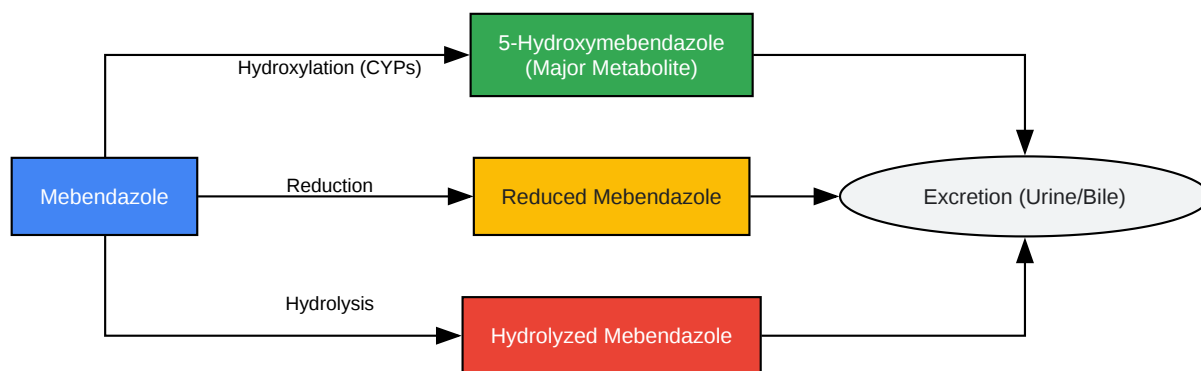 5-Hydroxymebendazole
(Major Metabolite)
Hydroxylation (CYPs)
Mebendazole
Reduction
Reduced Mebendazole
Excretion (Urine/Bile)
Hydrolysis
Hydrolyzed Mebendazole